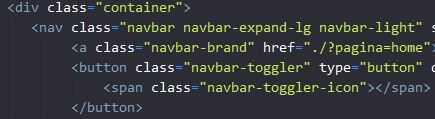 <div class="container">
<nav class="navbar navbar-expand-lg navbar-light" s
<a class="navbar-brand" href="./?pagina=home"
<button class="navbar-toggler" type="button" 
<span class="navbar-toggler-icon"></span>
</button>